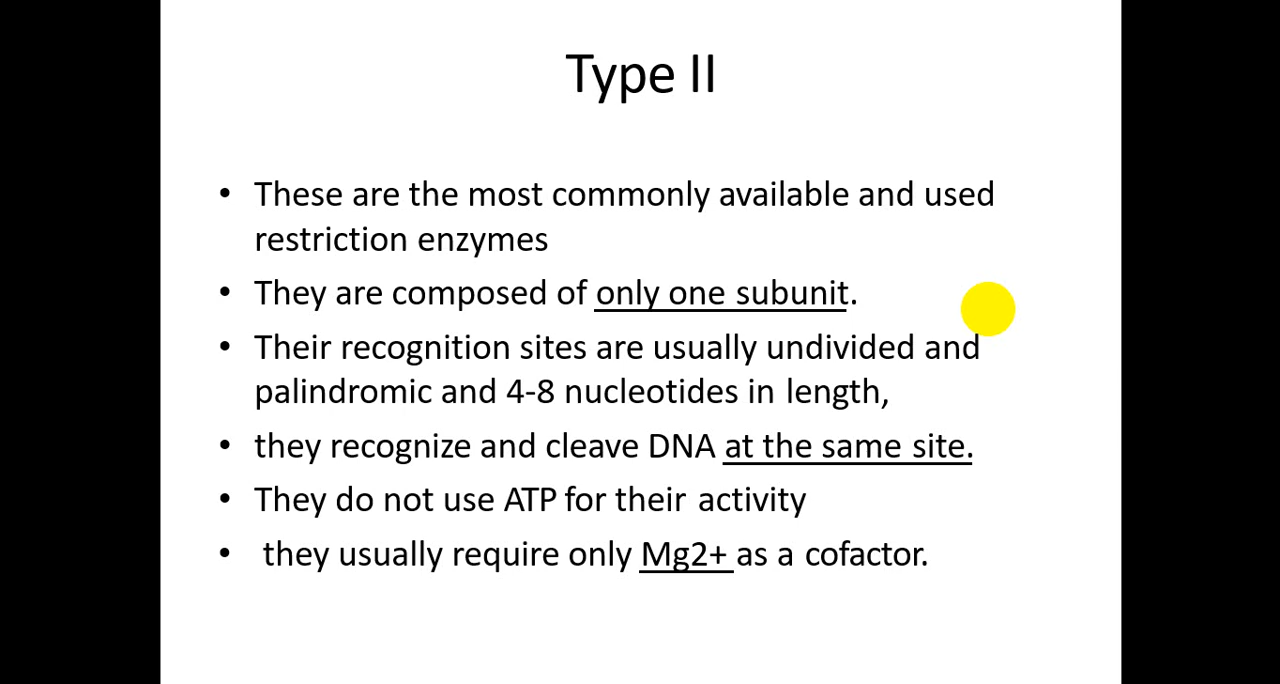 Type II
• These are the most commonly available and used
restriction enzymes
• They are composed of only one subunit.
• Their recognition sites are usually undivided and
palindromic and 4-8 nucleotides in length,
• they recognize and cleave DNA at the same site.
• They do not use ATP for their activity
• they usually require only Mg2+ as a cofactor.